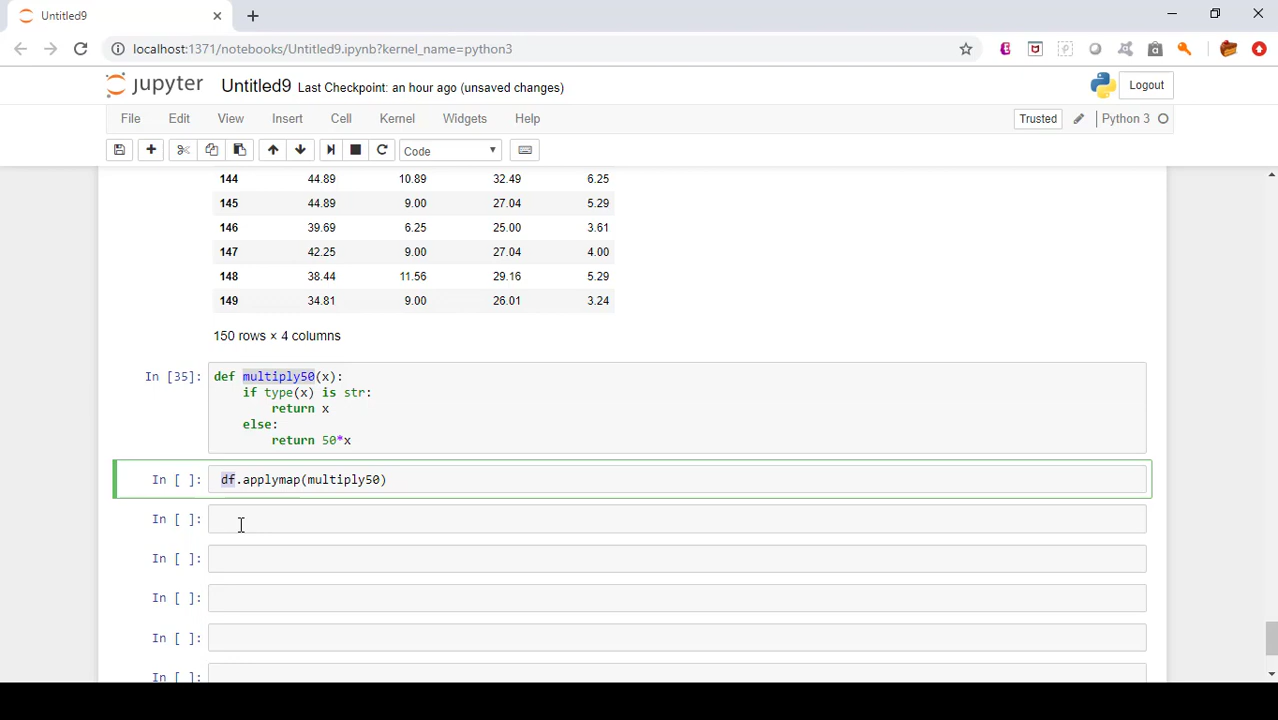 Untitled9
localhost:1371/notebooks/Untitled9.ipynb?kernel_name=python3
jupyter Untitled9 Last Checkpoint: an hour ago (unsaved changes) Logout
File Edit View Insert Cell Kernel Widgets Help Trusted Python 3
Code
144 44.89 10.89 32.49 6.25
145 44.89 9.00 27.04 5.29
146 39.69 6.25 25.00 3.61
147 42.25 9.00 27.04 4.00
148 38.44 11.56 29.16 5.29
149 34.81 9.00 26.01 3.24
150 rows × 4 columns
In [35]: def multiply50(x):
if type(x) is str:
return x
else:
return 50*x
In [ ]: df.applymap(multiply50)
In [ ]:
In [ ]:
In [ ]:
In [ ]:
In [ ]: